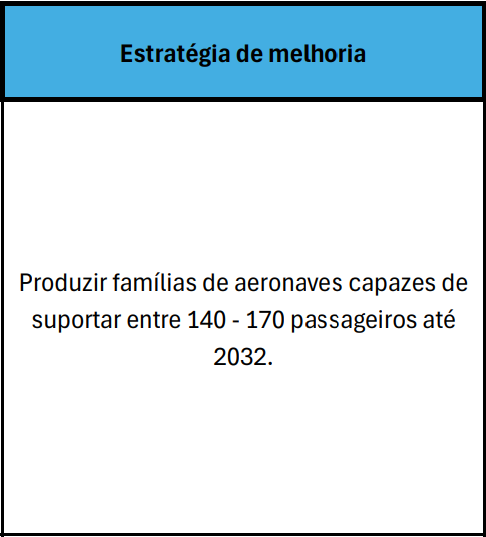 Estratégia de melhoria
Produzir famílias de aeronaves capazes de
suportar entre 140 - 170 passageiros até
2032.